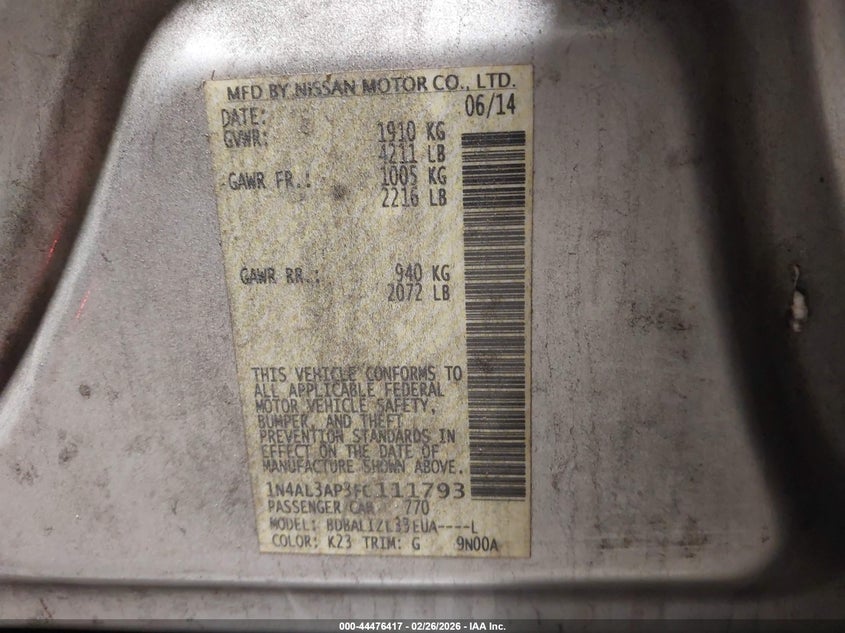 MFD BY NISSAN MOTOR CO., LTD.
DATE: 06/14
GVWR: 1910 KG
4211 LB
GAWR FR.: 1005 KG
2216 LB
GAWR RR.: 940 KG
2072 LB
THIS VEHICLE CONFORMS TO
ALL APPLICABLE FEDERAL
MOTOR VEHICLE SAFETY,
BUMPER, AND THEFT
PREVENTION STANDARDS IN
EFFECT ON THE DATE OF
MANUFACTURE SHOWN ABOVE.
1N4AL3AP3FC111793
PASSENGER CAR 770
MODEL:
COLOR: K23 TRIM: G 9N00A
000-44476417 - 02/26/2026 - IAA Inc.